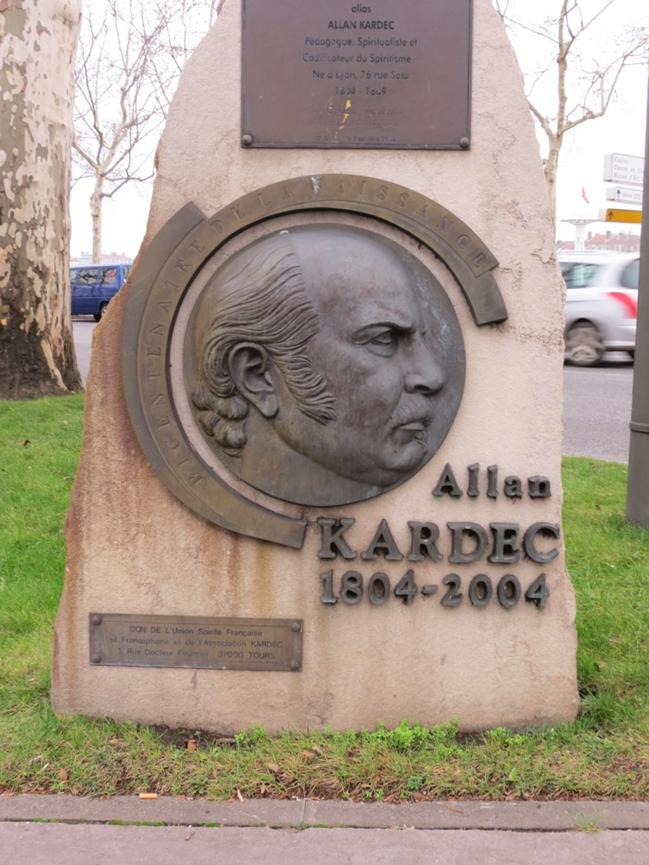 alias
ALLAN KARDEC
Pédagogue, Spiritualiste et
Codificateur du Spiritisme
Né à Lyon, 76 rue Sala
1804 - 1869
BICENTENAIRE DE LA NAISSANCE
Allan
KARDEC
1804-2004
DON DE L'Union Spirite Française
et Francophone et de l'Association KARDEC
1, Rue Docteur Fournier 37000 TOURS